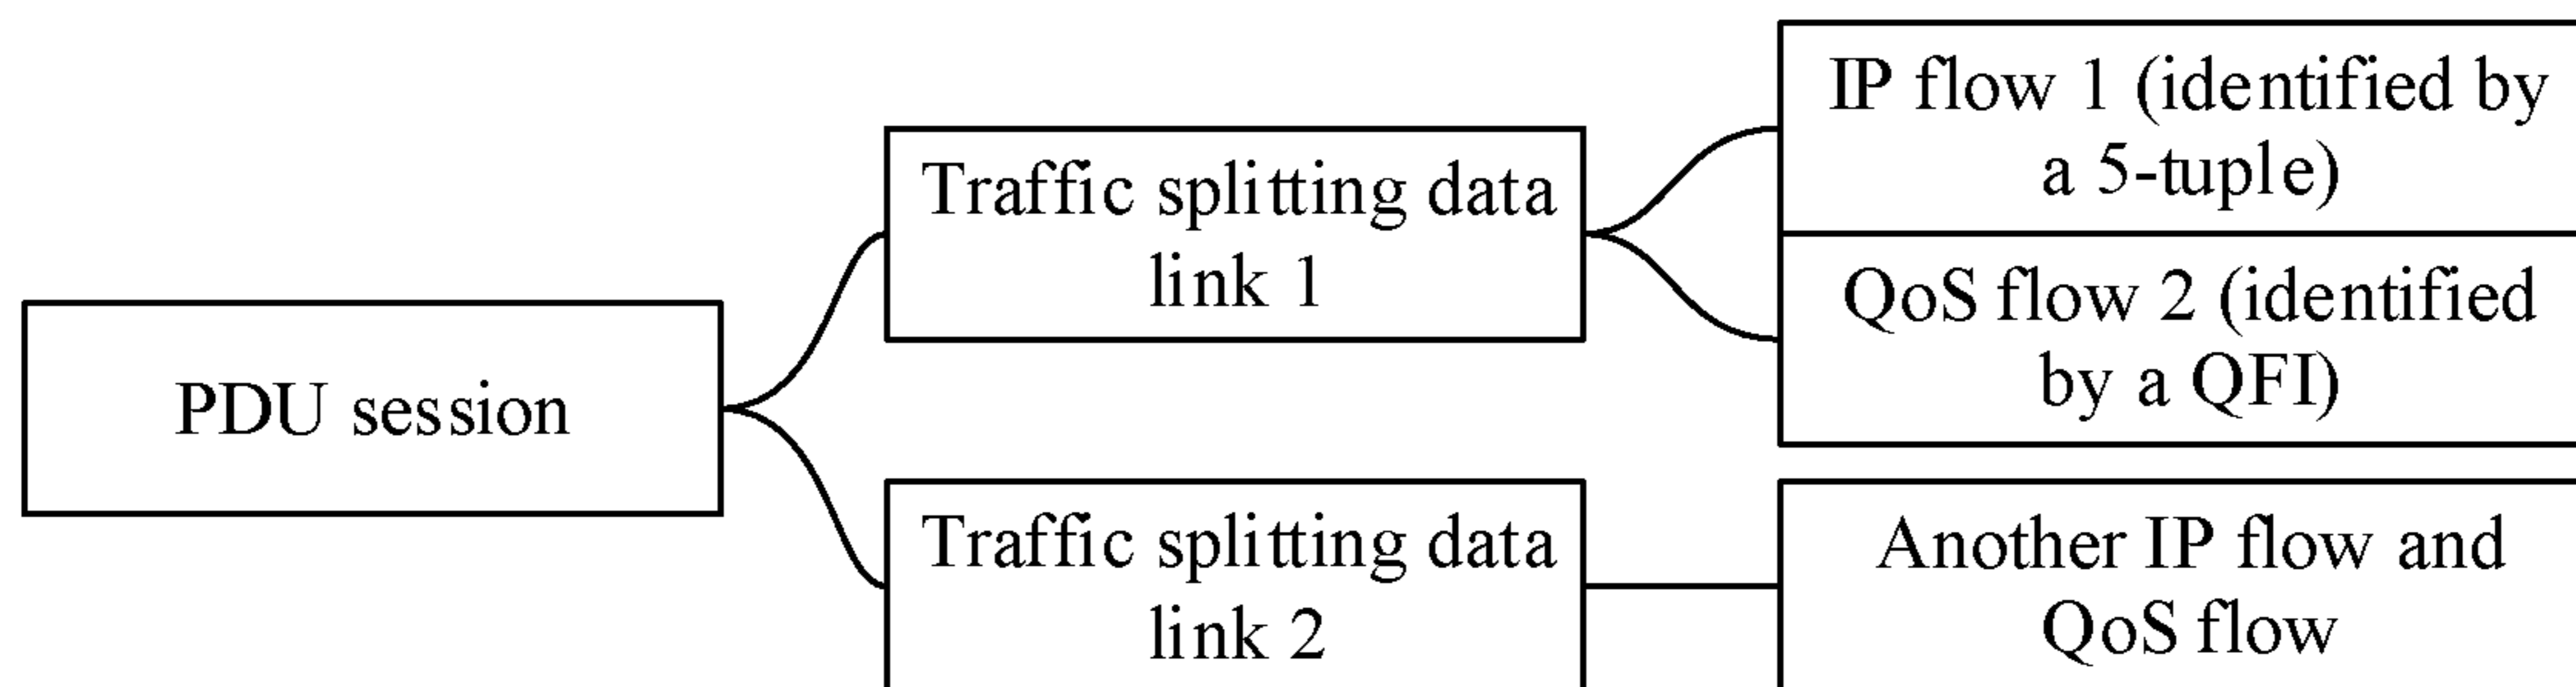 PDU session
Traffic splitting data
link 1
IP flow 1 (identified by
a 5-tuple)
QoS flow 2 (identified
by a QFI)
Traffic splitting data
link 2
Another IP flow and
QoS flow